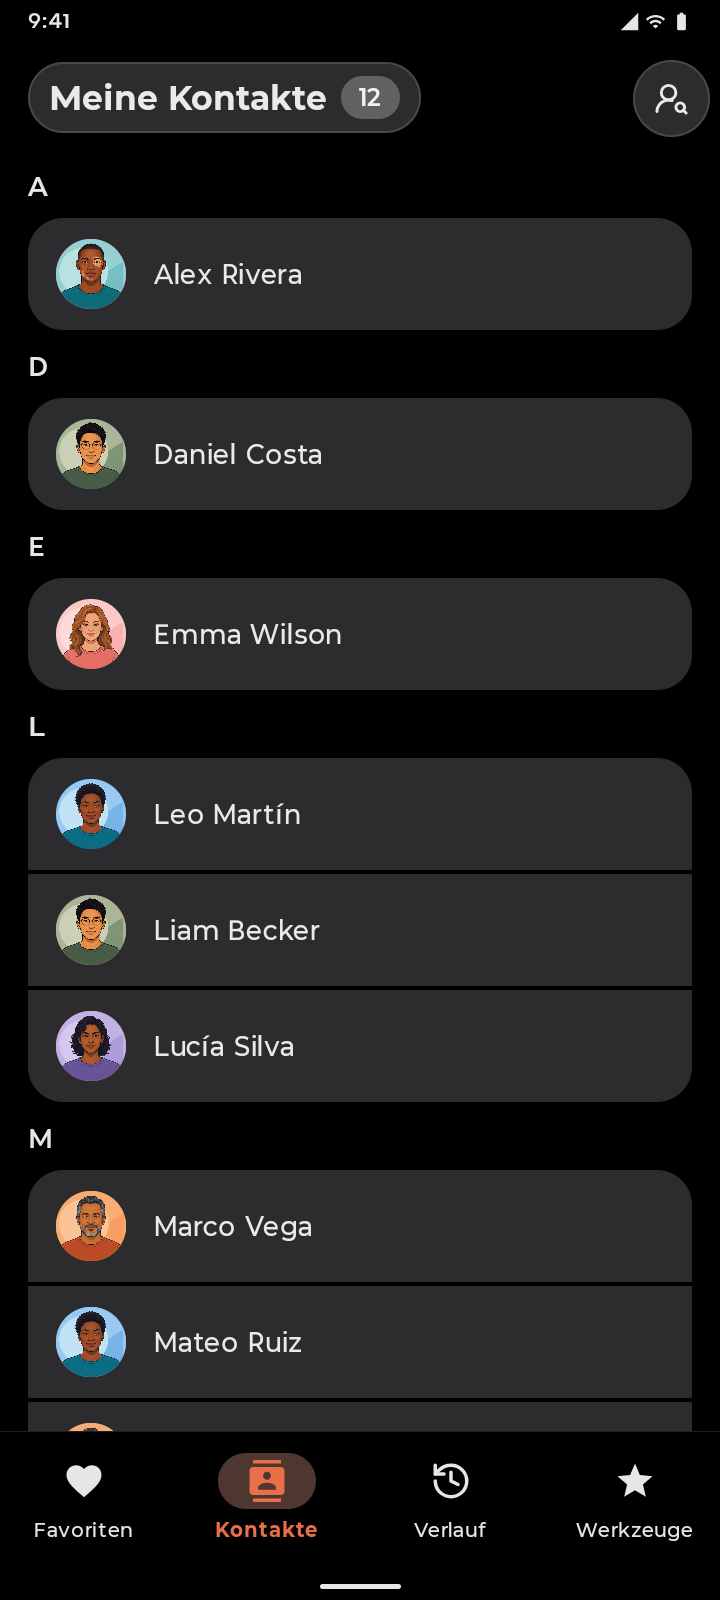 9:41
Meine Kontakte 12
A
Alex Rivera
D
Daniel Costa
E
Emma Wilson
L
Leo Martín
Liam Becker
Lucía Silva
M
Marco Vega
Mateo Ruiz
Favoriten Kontakte Verlauf Werkzeuge